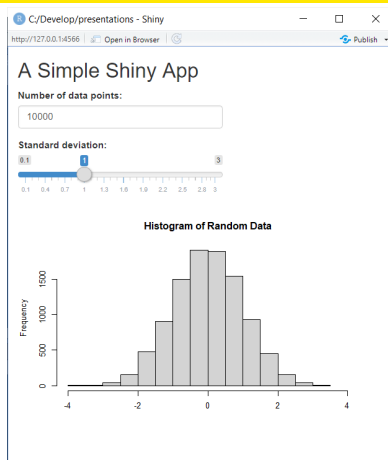 C:/Develop/presentations - Shiny
http://127.0.0.1:4566 Open in Browser Publish
A Simple Shiny App
Number of data points:
10000
Standard deviation:
0.1 1 3
0.1 0.4 0.7 1 1.3 1.6 1.9 2.2 2.5 2.8 3
Histogram of Random Data
Frequency
0 500 1000 1500
-4 -2 0 2 4